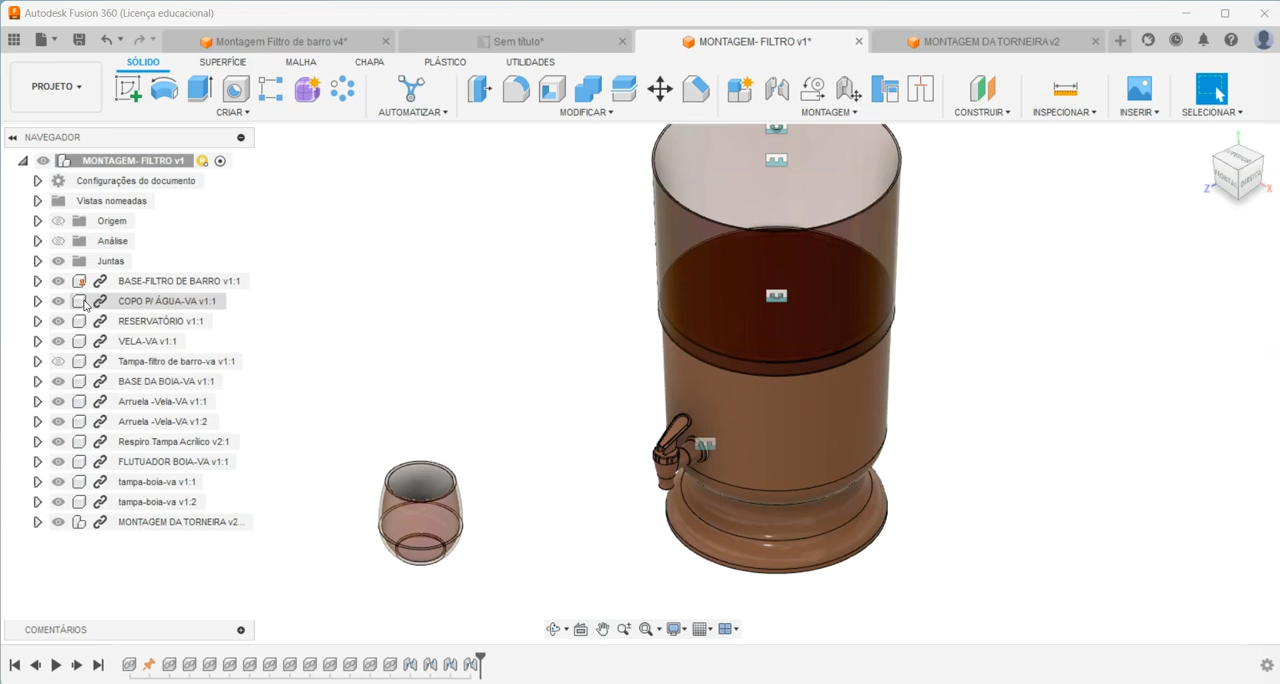 Autodesk Fusion 360 (Licença educacional)
Montagem Filtro de barro v4*
Sem título*
MONTAGEM- FILTRO v1*
MONTAGEM DA TORNEIRA v2
PROJETO
SÓLIDO
SUPERFÍCIE
MALHA
CHAPA
PLÁSTICO
UTILIDADES
CRIAR
AUTOMATIZAR
MODIFICAR
MONTAGEM
CONSTRUIR
INSPECIONAR
INSERIR
SELECIONAR
NAVEGADOR
MONTAGEM- FILTRO v1
Configurações do documento
Vistas nomeadas
Origem
Análise
Juntas
BASE-FILTRO DE BARRO v1:1
COPO P/ ÁGUA-VA v1:1
RESERVATÓRIO v1:1
VELA-VA v1:1
Tampa-filtro de barro-va v1:1
BASE DA BOIA-VA v1:1
Arruela -Vela-VA v1:1
Arruela -Vela-VA v1:2
Respiro Tampa Acrílico v2:1
FLUTUADOR BOIA-VA v1:1
tampa-boia-va v1:1
tampa-boia-va v1:2
MONTAGEM DA TORNEIRA v2...
SUPERIOR
FRONTAL
DIREITA
Y
Z
X
COMENTÁRIOS